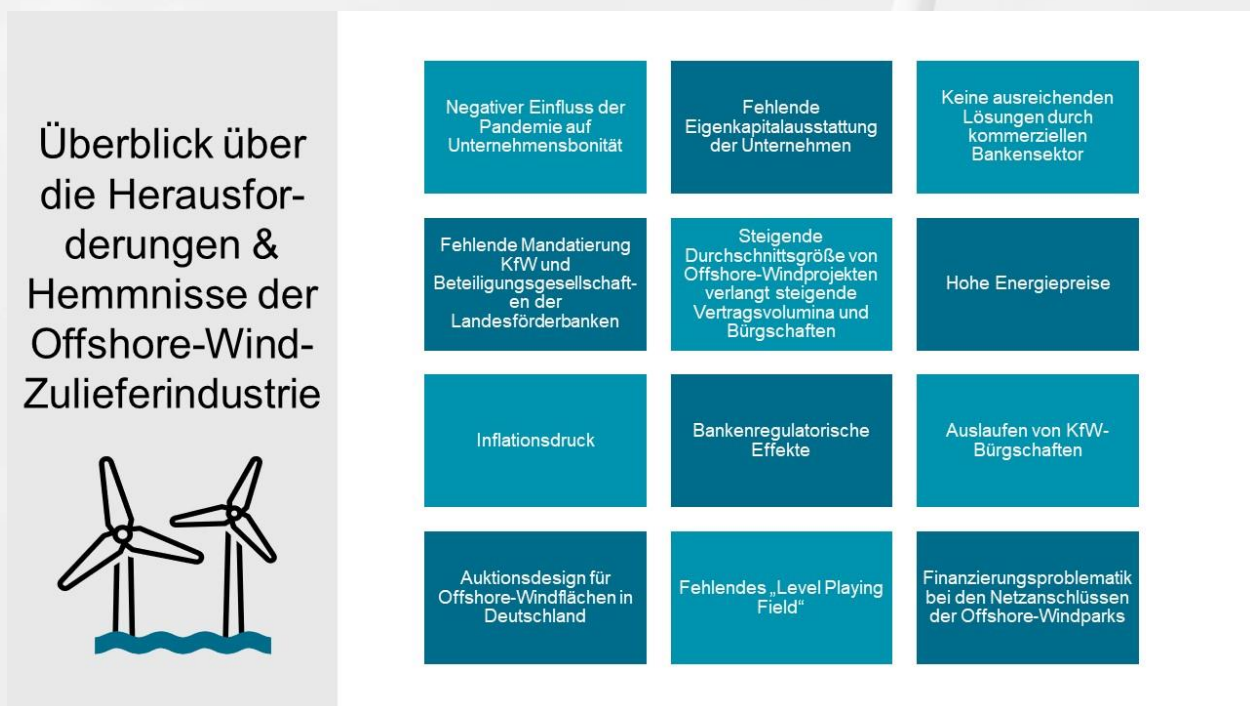 Überblick über
die Herausfor-
derungen &
Hemmnisse der
Offshore-Wind-
Zulieferindustrie
Negativer Einfluss der
Pandemie auf
Unternehmensbonität
Fehlende
Eigenkapitalausstattung
der Unternehmen
Keine ausreichenden
Lösungen durch
kommerziellen
Bankensektor
Fehlende Mandatierung
KfW und
Beteiligungsgesellschaft-
en der
Landesförderbanken
Steigende
Durchschnittsgröße von
Offshore-Windprojekten
verlangt steigende
Vertragsvolumina und
Bürgschaften
Hohe Energiepreise
Inflationsdruck
Bankenregulatorische
Effekte
Auslaufen von KfW-
Bürgschaften
Auktionsdesign für
Offshore-Windflächen in
Deutschland
Fehlendes „Level Playing
Field“
Finanzierungsproblematik
bei den Netzanschlüssen
der Offshore-Windparks